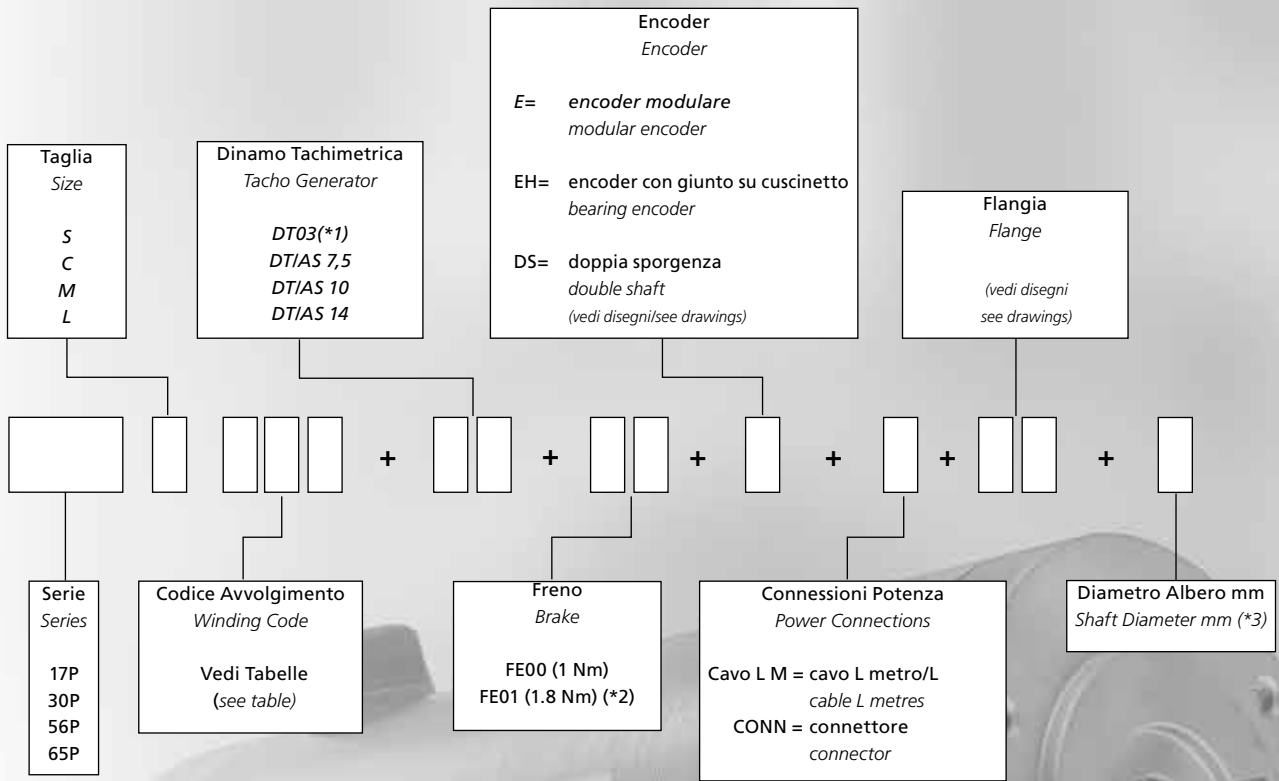 Encoder
Encoder
E= encoder modulare
modular encoder
EH= encoder con giunto su cuscinetto
bearing encoder
DS= doppia sporgenza
double shaft
(vedi disegni/see drawings)
Taglia
Size
S
C
M
L
Dinamo Tachimetrica
Tacho Generator
DT03(*1)
DT/AS 7,5
DT/AS 10
DT/AS 14
Flangia
Flange
(vedi disegni
see drawings)
+ + + + + +
Serie
Series
17P
30P
56P
65P
Codice Avvolgimento
Winding Code
Vedi Tabelle
(see table)
Freno
Brake
FE00 (1 Nm)
FE01 (1.8 Nm) (*2)
Connessioni Potenza
Power Connections
Cavo L M = cavo L metro/L
cable L metres
CONN = connettore
connector
Diametro Albero mm
Shaft Diameter mm (*3)